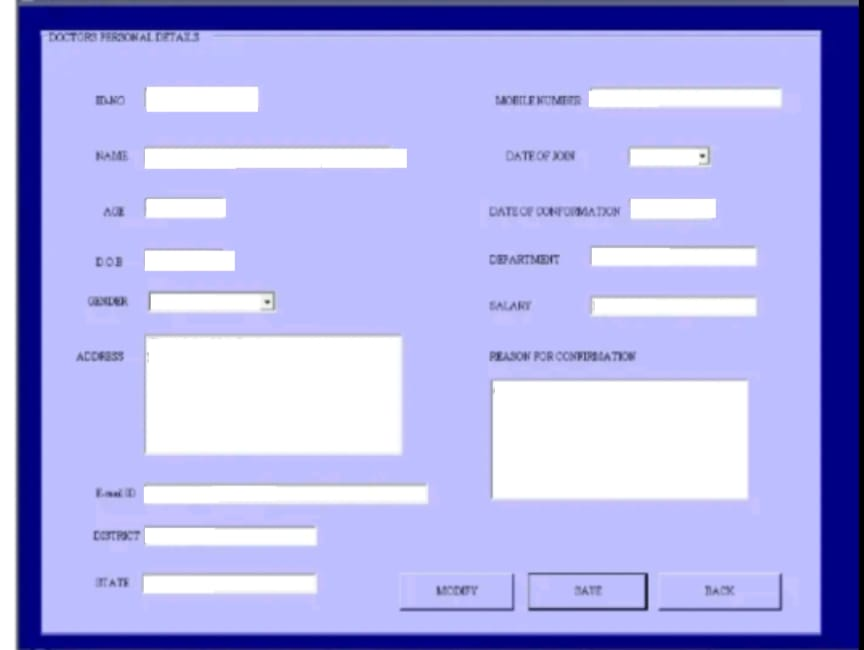 DOCTORS PERSONAL DETAILS
ID.NO
NAME
AGE
D.O.B
GENDER
ADDRESS
E-mail ID
DISTRICT
STATE
MOBILE NUMBER
DATE OF JOIN
DATE OF CONFORMATION
DEPARTMENT
SALARY
REASON FOR CONFIRMATION
MODIFY
SAVE
BACK